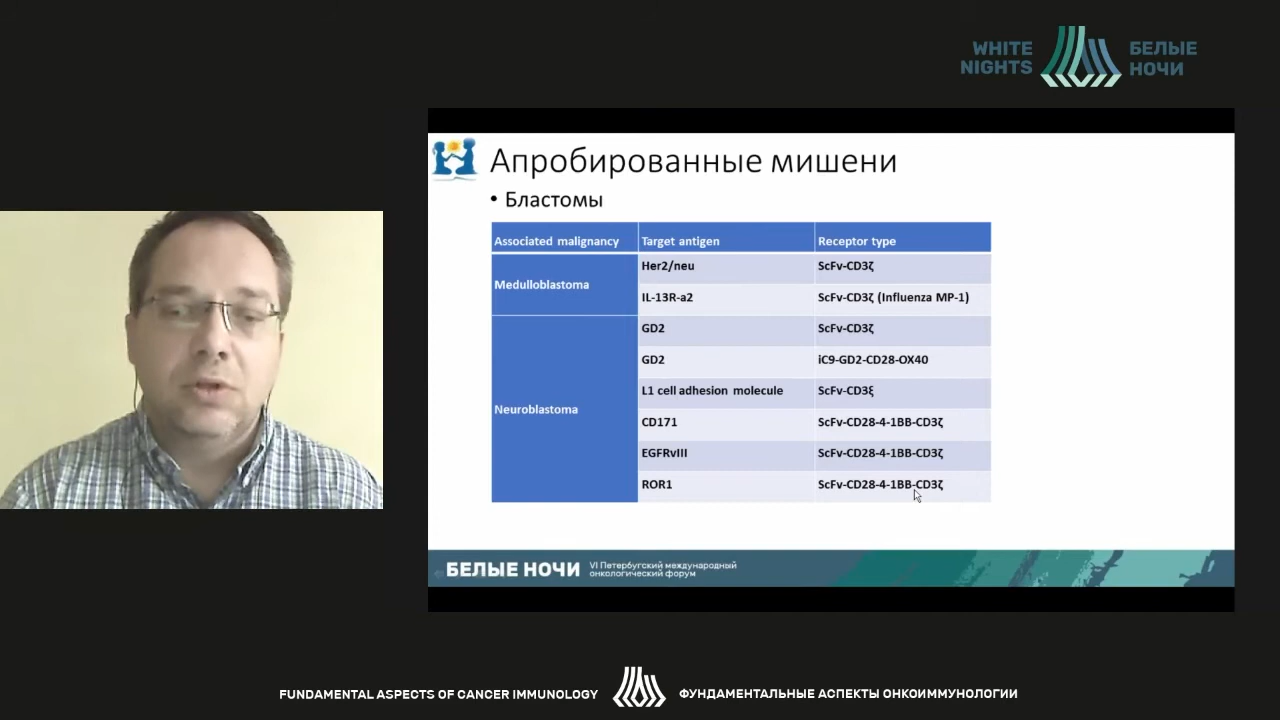 WHITE
NIGHTS
БЕЛЫЕ
НОЧИ
Апробированные мишени
• Бластомы
Associated malignancy Target antigen Receptor type
Medulloblastoma
Her2/neu ScFv-CD3ζ
IL-13R-a2 ScFv-CD3ζ (Influenza MP-1)
Neuroblastoma
GD2 ScFv-CD3ζ
GD2 iC9-GD2-CD28-OX40
L1 cell adhesion molecule ScFv-CD3ξ
CD171 ScFv-CD28-4-1BB-CD3ζ
EGFRvIII ScFv-CD28-4-1BB-CD3ζ
ROR1 ScFv-CD28-4-1BB-CD3ζ
БЕЛЫЕ НОЧИ
VI Петербургский международный
онкологический форум
FUNDAMENTAL ASPECTS OF CANCER IMMUNOLOGY
ФУНДАМЕНТАЛЬНЫЕ АСПЕКТЫ ОНКОИММУНОЛОГИИ